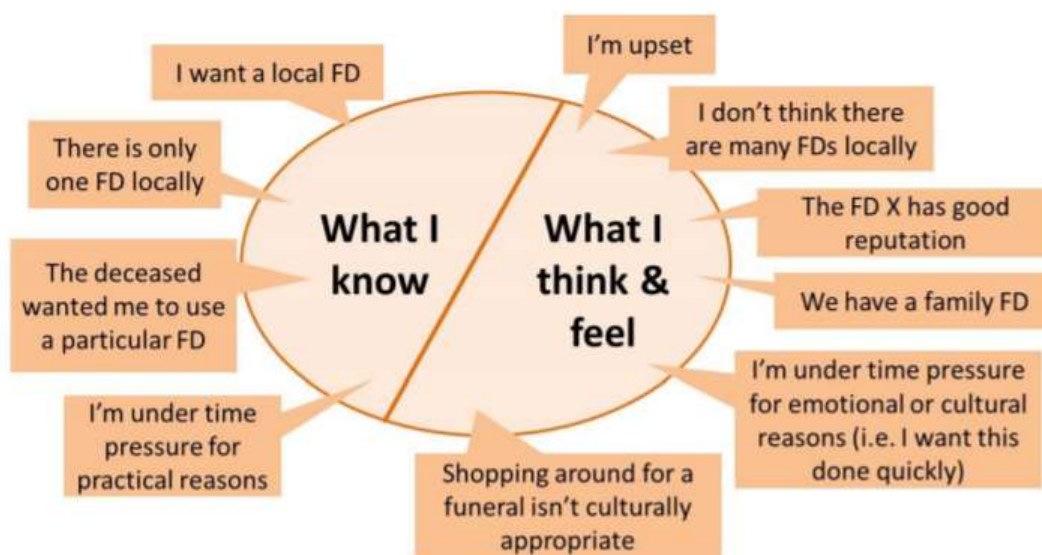 I want a local FD
There is only
one FD locally
The deceased
wanted me to use
a particular FD
I'm under time
pressure for
practical reasons
What I
know
What I
think &
feel
I'm upset
I don't think there
are many FDs locally
The FD X has good
reputation
We have a family FD
I'm under time pressure
for emotional or cultural
reasons (i.e. I want this
done quickly)
Shopping around for a
funeral isn't culturally
appropriate